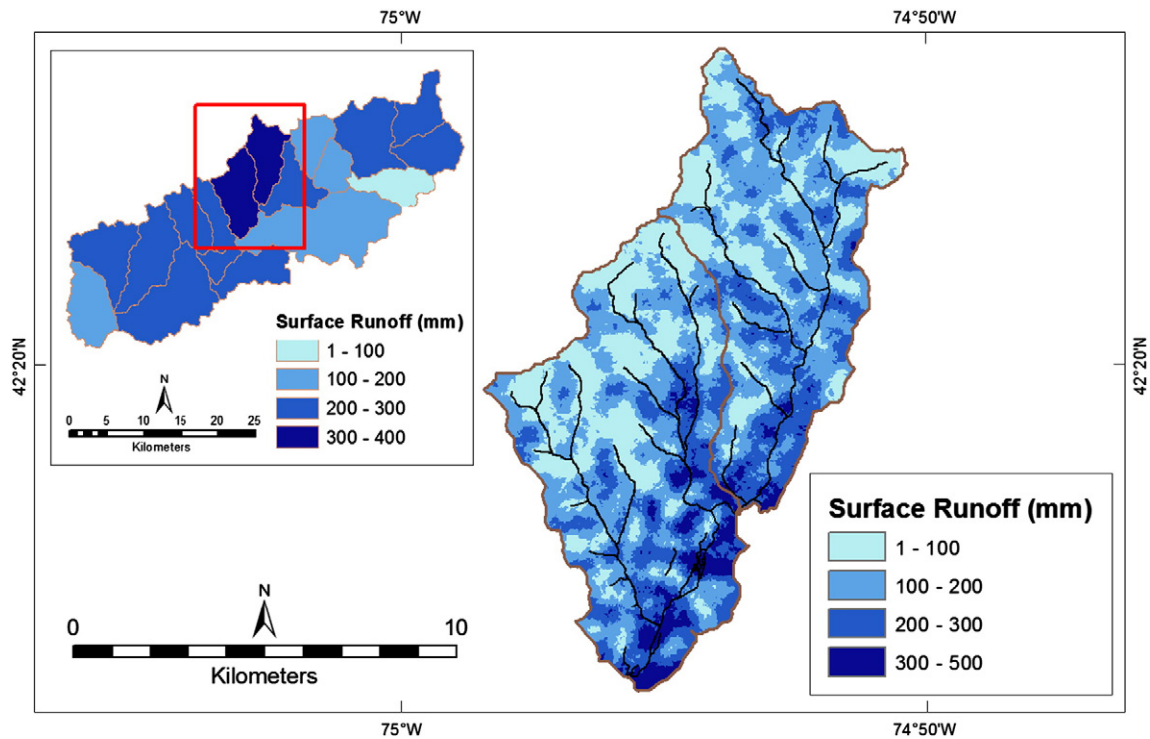 75°W
74°50'W
Surface Runoff (mm)
1 - 100
100 - 200
200 - 300
300 - 400
N
0 5 10 15 20 25
Kilometers
42°20'N
42°20'N
N
0 10
Kilometers
Surface Runoff (mm)
1 - 100
100 - 200
200 - 300
300 - 500
75°W
74°50'W